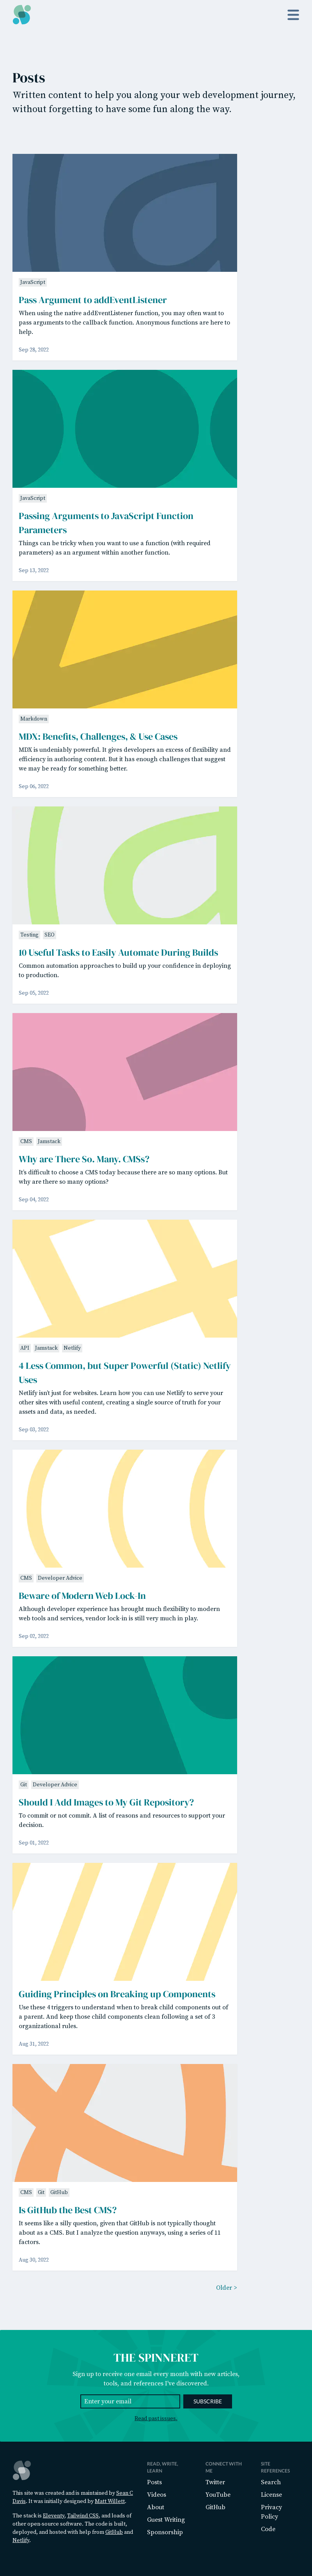 Posts
Written content to help you along your web development journey,
without forgetting to have some fun along the way.
JavaScript
Pass Argument to addEventListener
When using the native addEventListener function, you may often want to
pass arguments to the callback function. Anonymous functions are here to
help.
Sep 28, 2022
JavaScript
Passing Arguments to JavaScript Function
Parameters
Things can be tricky when you want to use a function (with required
parameters) as an argument within another function.
Sep 13, 2022
Markdown
MDX: Benefits, Challenges, & Use Cases
MDX is undeniably powerful. It gives developers an excess of flexibility and
efficiency in authoring content. But it has enough challenges that suggest
we may be ready for something better.
Sep 06, 2022
Testing SEO
10 Useful Tasks to Easily Automate During Builds
Common automation approaches to build up your confidence in deploying
to production.
Sep 05, 2022
CMS Jamstack
Why are There So. Many. CMSs?
It's difficult to choose a CMS today because there are so many options. But
why are there so many options?
Sep 04, 2022
API Jamstack Netlify
4 Less Common, but Super Powerful (Static) Netlify
Uses
Netlify isn't just for websites. Learn how you can use Netlify to serve your
other sites with useful content, creating a single source of truth for your
assets and data, as needed.
Sep 03, 2022
CMS Developer Advice
Beware of Modern Web Lock-In
Although developer experience has brought much flexibility to modern
web tools and services, vendor lock-in is still very much in play.
Sep 02, 2022
Git Developer Advice
Should I Add Images to My Git Repository?
To commit or not commit. A list of reasons and resources to support your
decision.
Sep 01, 2022
Guiding Principles on Breaking up Components
Use these 4 triggers to understand when to break child components out of
a parent. And keep those child components clean following a set of 3
organizational rules.
Aug 31, 2022
CMS Git GitHub
Is GitHub the Best CMS?
It seems like a silly question, given that GitHub is not typically thought
about as a CMS. But I analyze the question anyways, using a series of 11
factors.
Aug 30, 2022
Older >
THE SPINNERET
Sign up to receive one email every month with new articles,
tools, and references I've discovered.
Enter your email
SUBSCRIBE
Read past issues.
This site was created and is maintained by Sean C
Davis. It was initially designed by Matt Willett.
The stack is Eleventy, Tailwind CSS, and loads of
other open source software. The code is built,
deployed, and hosted with help from GitHub and
Netlify.
READ, WRITE,
LEARN
Posts
Videos
About
Guest Writing
Sponsorship
CONNECT WITH
ME
Twitter
YouTube
GitHub
SITE
REFERENCES
Search
License
Privacy
Policy
Code